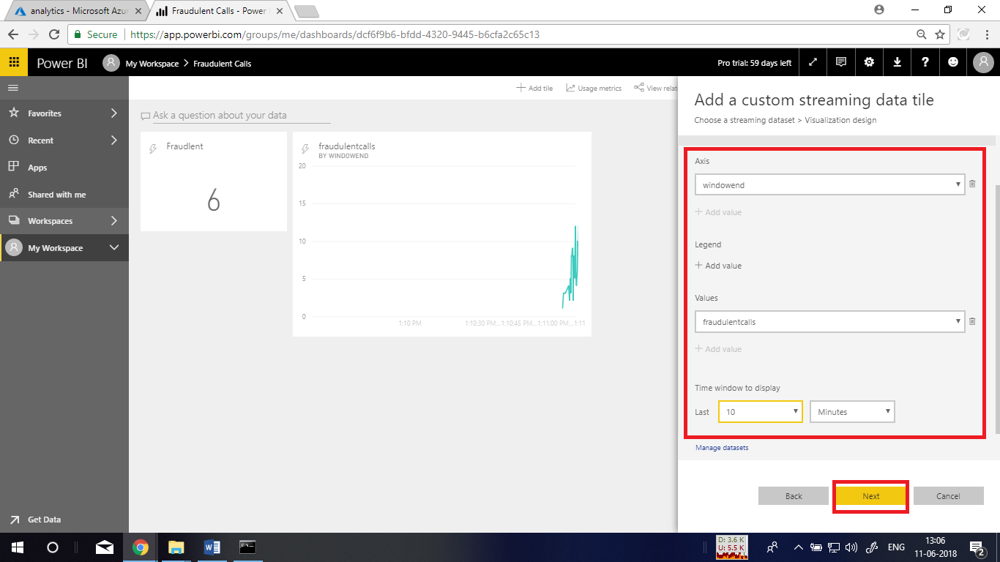 analytics - Microsoft Azur
Fraudulent Calls - Power
Secure
https://app.powerbi.com/groups/me/dashboards/dcf6f9b6-bfdd-4320-9445-b6cfa2c65c13
Power BI
My Workspace > Fraudulent Calls
Pro trial: 59 days left
Favorites
Recent
Apps
Shared with me
Workspaces
My Workspace
Get Data
Add tile
Usage metrics
View relat
Ask a question about your data
Fraudlent
6
fraudulentcalls
BY WINDOWEND
20
15
10
5
0
1:10 PM
1:10:30 PM...
1:10:45 PM...
1:11:00 PM...
1:11
Add a custom streaming data tile
Choose a streaming dataset > Visualization design
Axis
windowend
+ Add value
Legend
+ Add value
Values
fraudulentcalls
+ Add value
Time window to display
Last
10
Minutes
Manage datasets
Back
Next
Cancel
D: 3.6 K
U: 5.5 K
ENG
13:06
11-06-2018
2